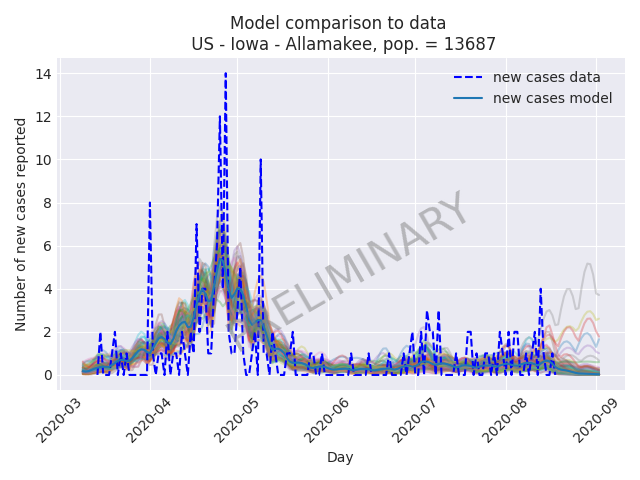 Model comparison to data
US - Iowa - Allamakee, pop. = 13687
14
12
10
8
6
4
2
0
Number of new cases reported
new cases data
new cases model
PRELIMINARY
2020-03
2020-04
2020-05
2020-06
2020-07
2020-08
2020-09
Day